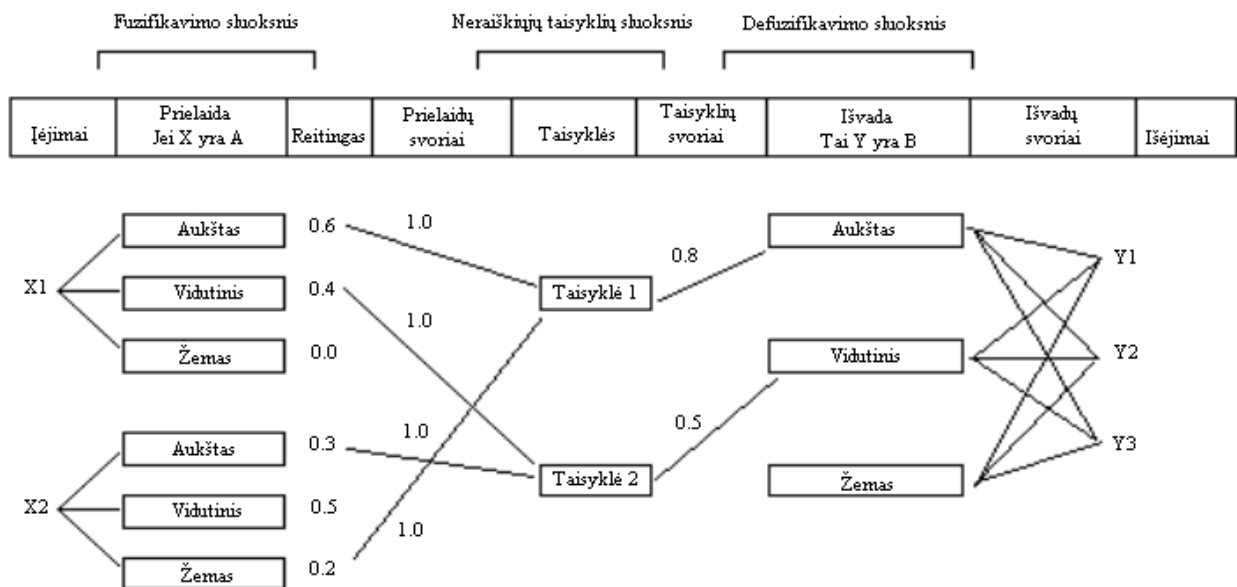 Fuzifikavimo sluoksnis
Neraiškiųjų taisyklių sluoksnis
Defuzifikavimo sluoksnis
Įėjimai
Prielaida
Jei X yra A
Reitingas
Prielaidų
svoriai
Taisyklės
Taisyklių
svoriai
Išvada
Tai Y yra B
Išvadų
svoriai
Išėjimai
X1
Aukštas
0.6
Vidutinis
0.4
Žemas
0.0
X2
Aukštas
0.3
Vidutinis
0.5
Žemas
0.2
1.0
1.0
1.0
1.0
Taisyklė 1
Taisyklė 2
0.8
0.5
Aukštas
Vidutinis
Žemas
Y1
Y2
Y3